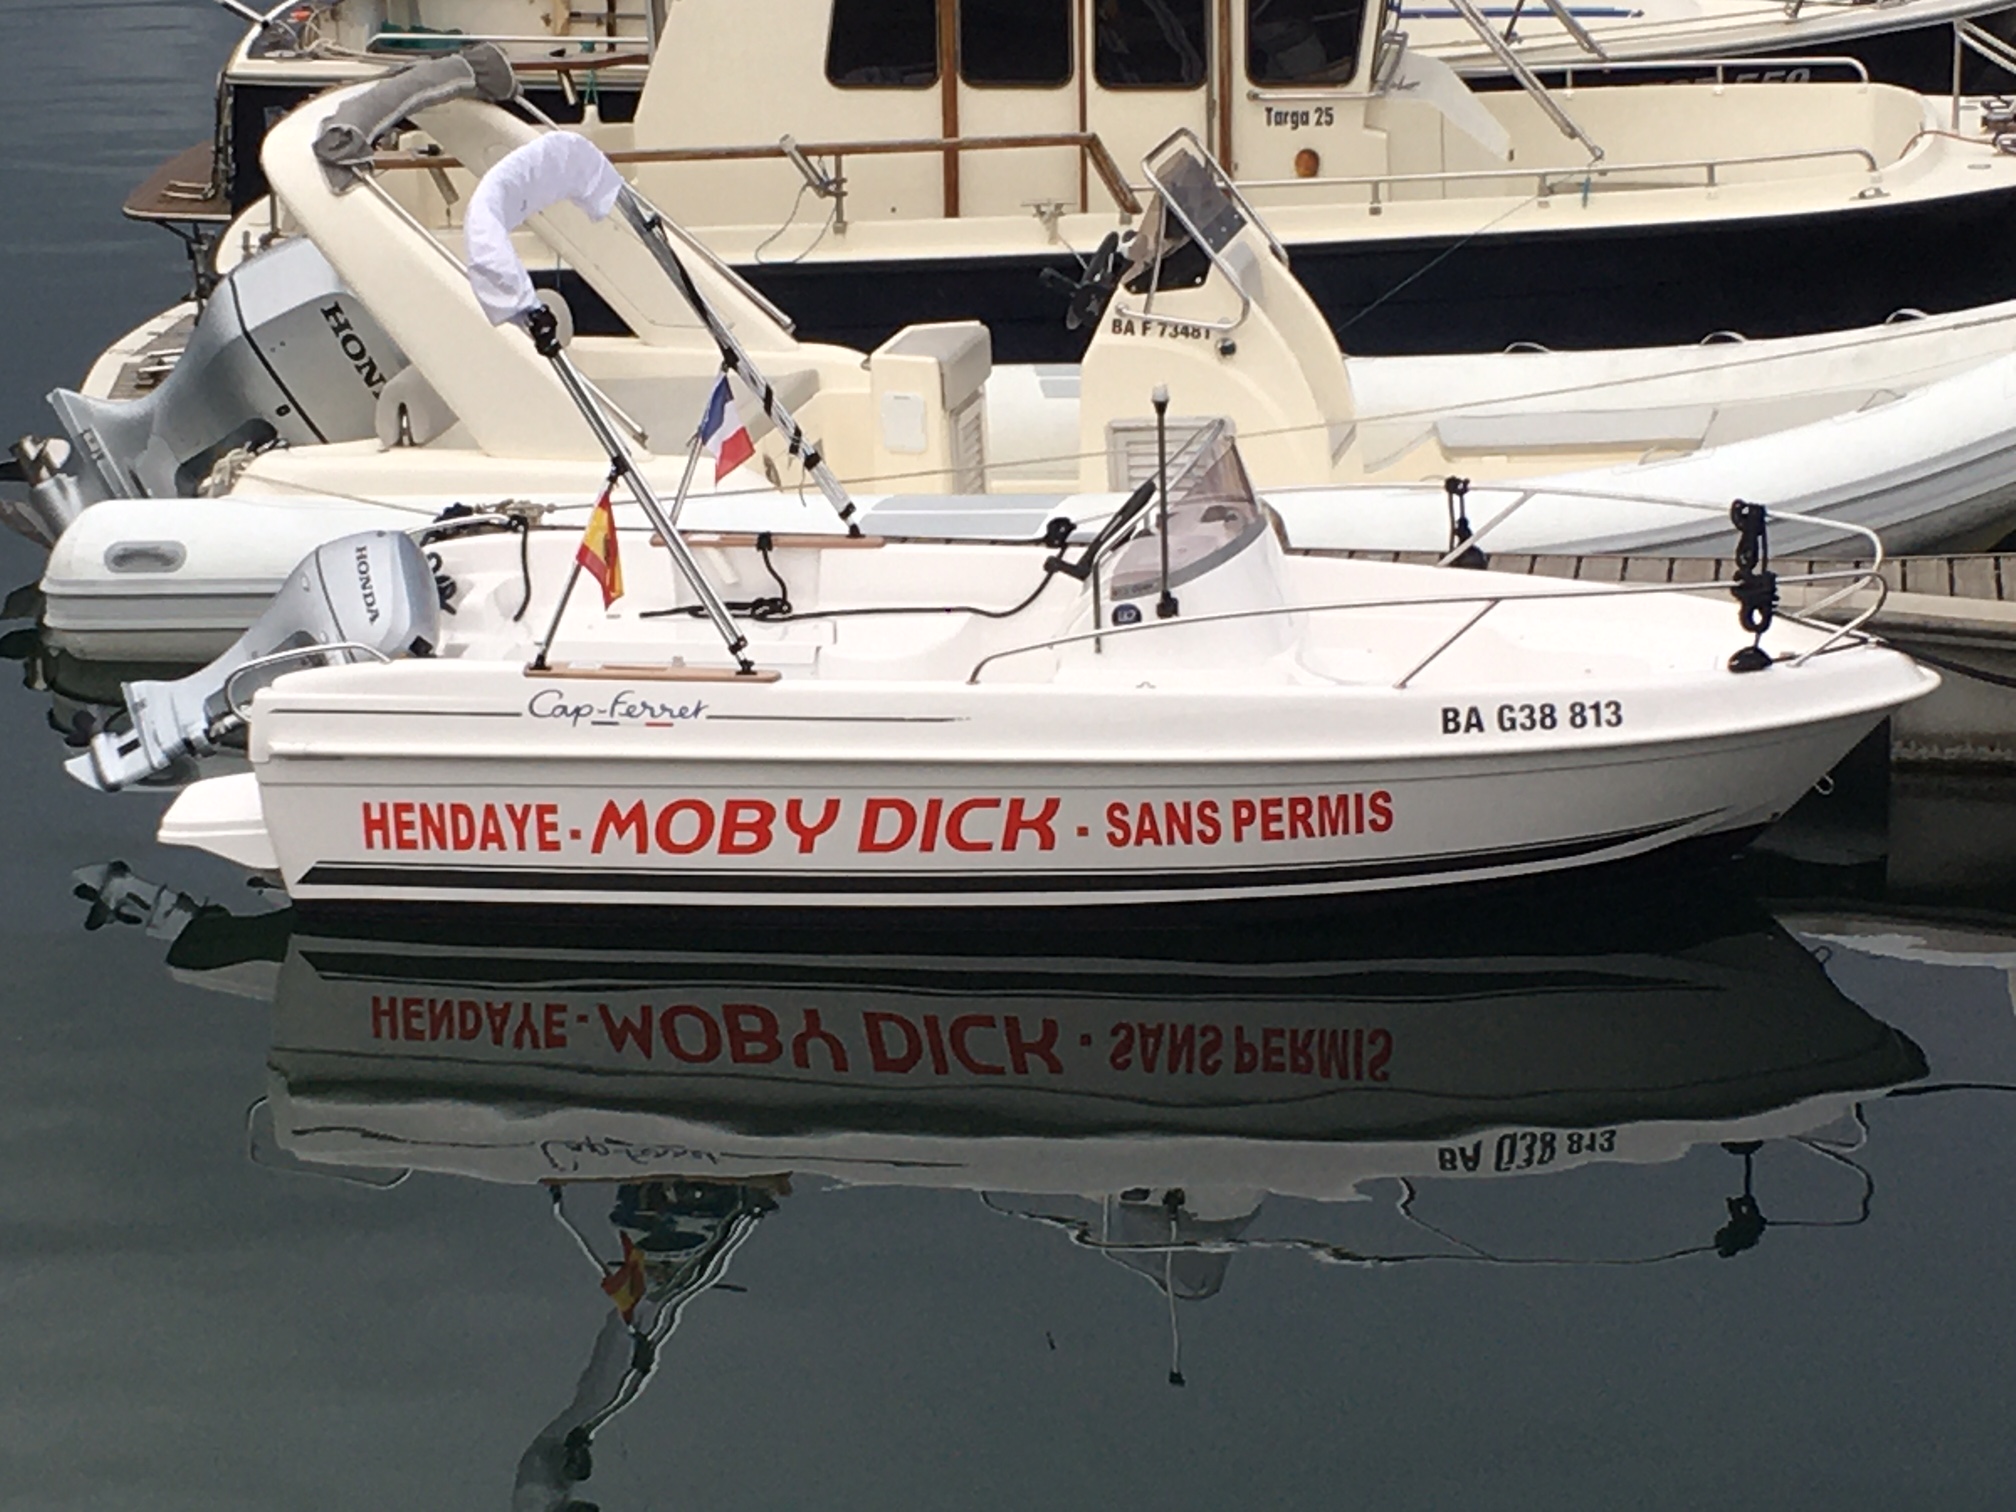 Targa 25
HONDA
BA F 73481
HONDA
Cap-Ferret
BA G38 813
HENDAYE - MOBY DICK - SANS PERMIS